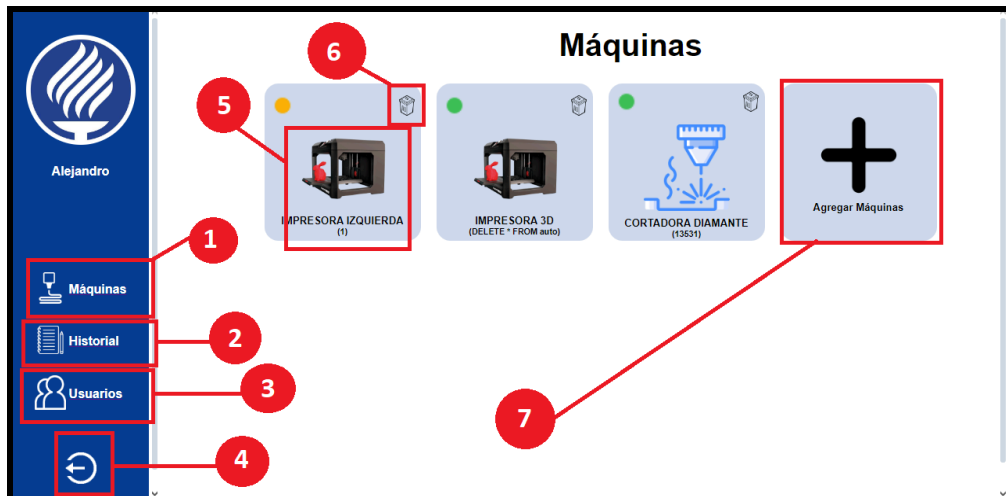 Máquinas
6
5
Alejandro
IMPRESORA IZQUIERDA
(1)
IMPRESORA 3D
(DELETE * FROM auto)
CORTADORA DIAMANTE
(13531)
Agregar Máquinas
1
Máquinas
2
Historial
3
Usuarios
7
4